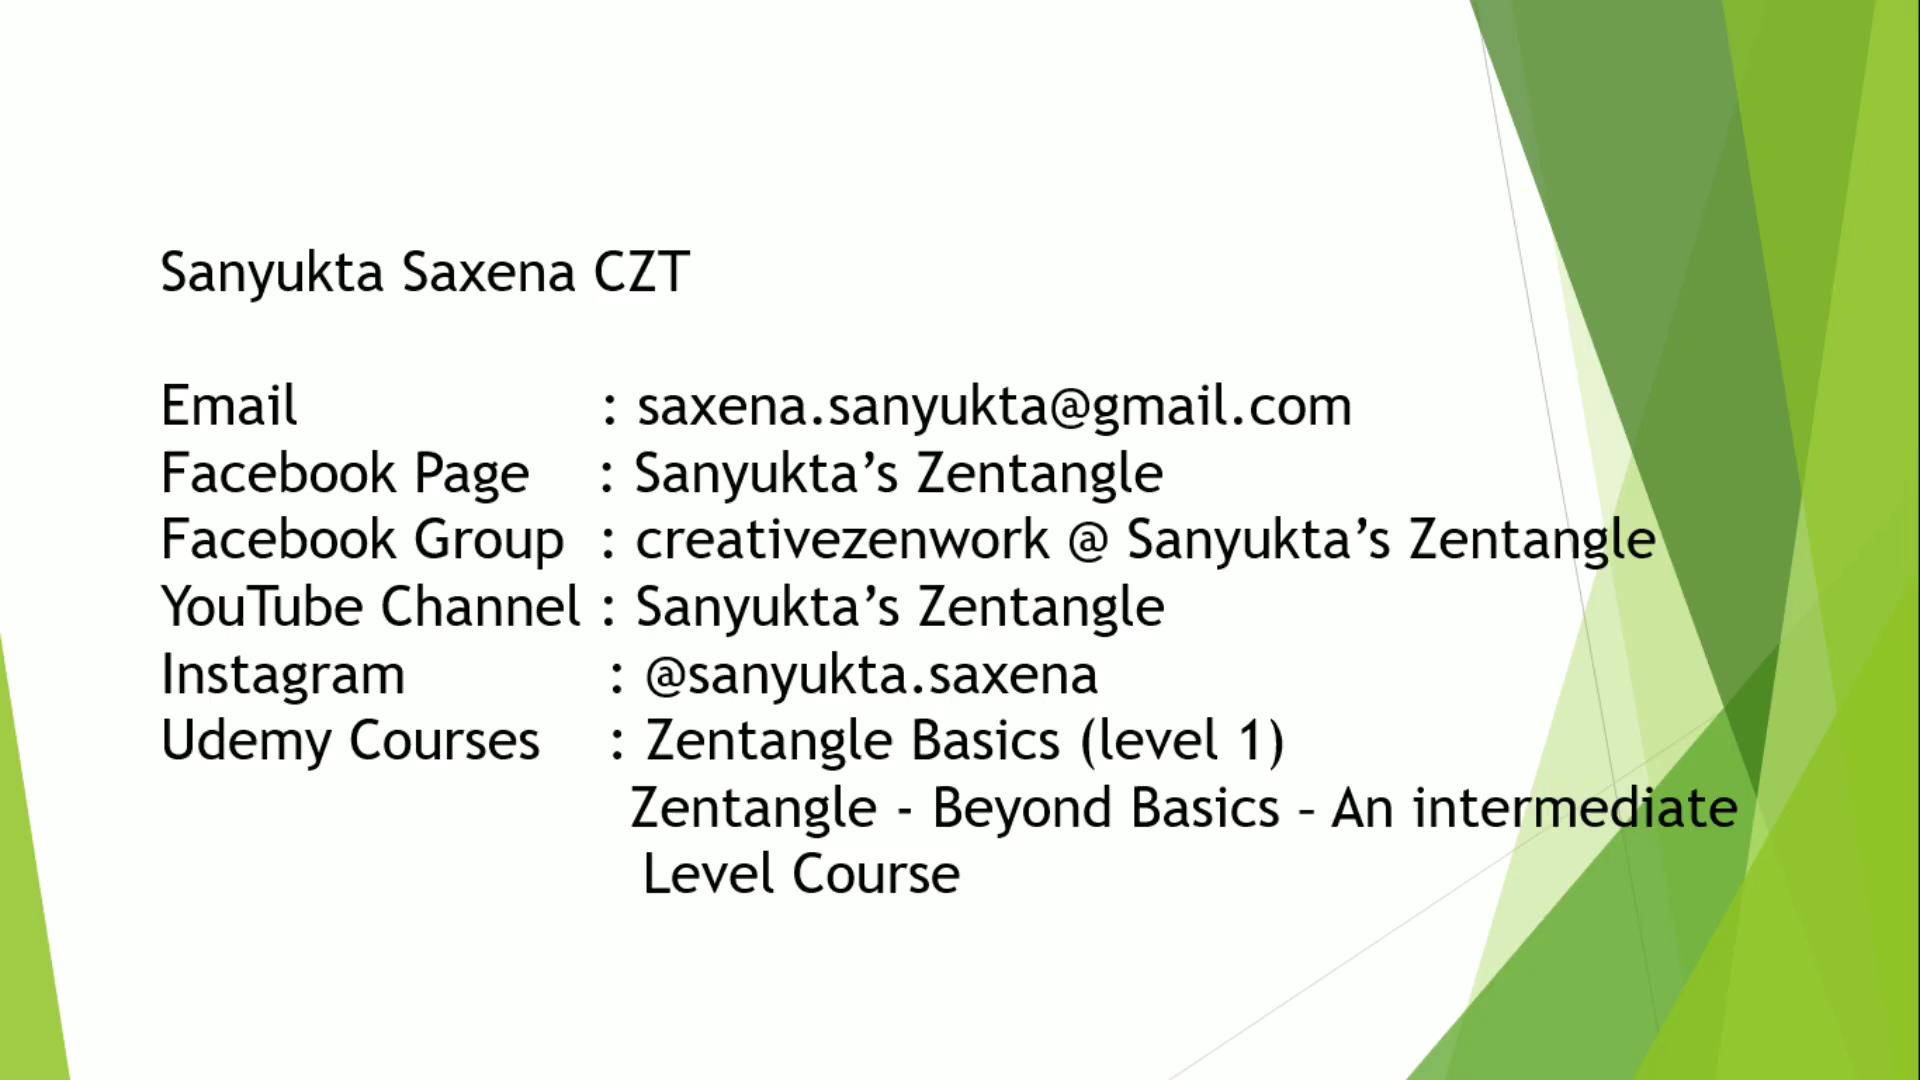 Sanyukta Saxena CZT
Email : saxena.sanyukta@gmail.com
Facebook Page : Sanyukta’s Zentangle
Facebook Group : creativezenwork @ Sanyukta’s Zentangle
YouTube Channel : Sanyukta’s Zentangle
Instagram : @sanyukta.saxena
Udemy Courses : Zentangle Basics (level 1)
Zentangle - Beyond Basics – An intermediate
Level Course